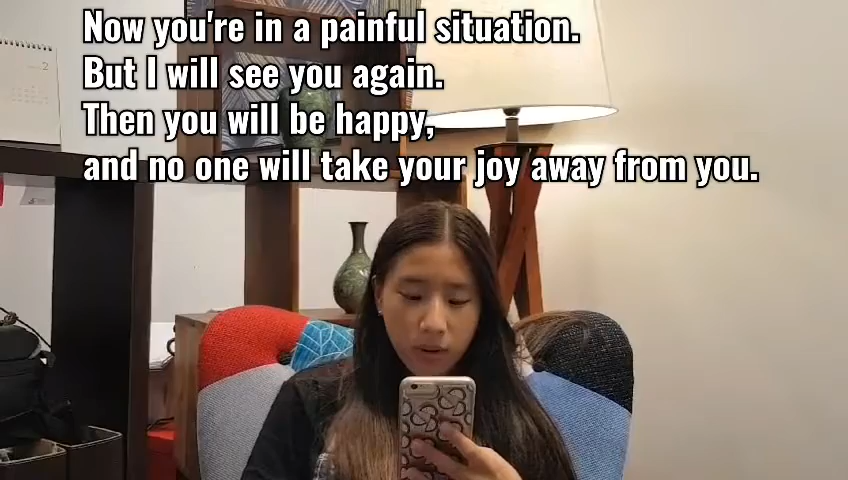 Now you're in a painful situation.
But I will see you again.
Then you will be happy,
and no one will take your joy away from you.